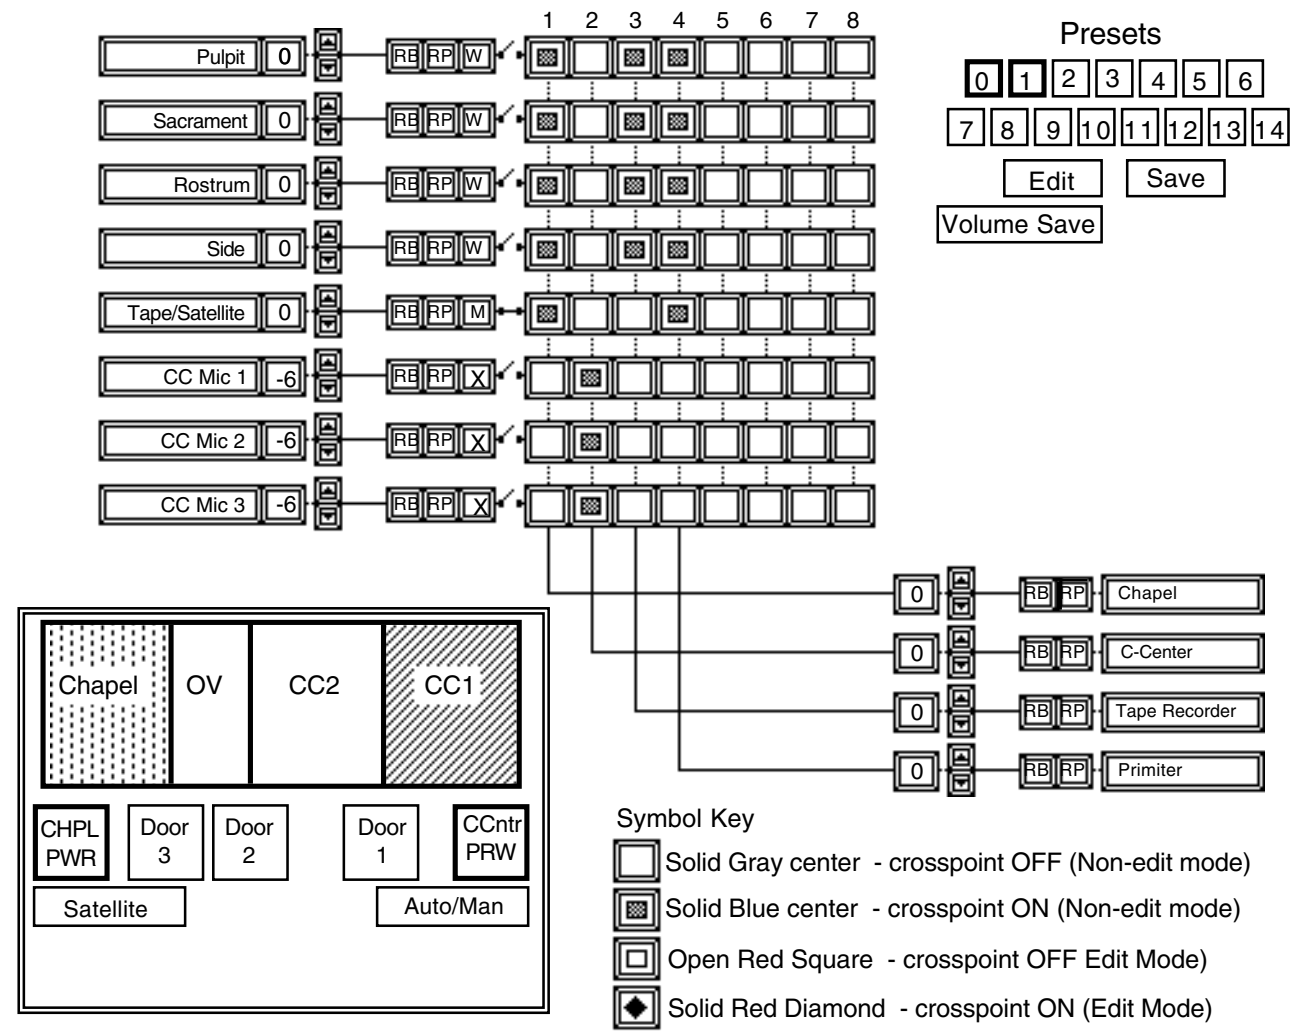 1 2 3 4 5 6 7 8
Pulpit 0 RB RP W
Sacrament 0 RB RP W
Rostrum 0 RB RP W
Side 0 RB RP W
Tape/Satellite 0 RB RP M
CC Mic 1 -6 RB RP X
CC Mic 2 -6 RB RP X
CC Mic 3 -6 RB RP X
Presets
0 1 2 3 4 5 6
7 8 9 10 11 12 13 14
Edit Save
Volume Save
0 RB RP Chapel
0 RB RP C-Center
0 RB RP Tape Recorder
0 RB RP Primiter
Chapel OV CC2 CC1
CHPL Door Door Door CCntr
PWR 3 2 1 PRW
Satellite Auto/Man
Symbol Key
Solid Gray center - crosspoint OFF (Non-edit mode)
Solid Blue center - crosspoint ON (Non-edit mode)
Open Red Square - crosspoint OFF Edit Mode)
Solid Red Diamond - crosspoint ON (Edit Mode)